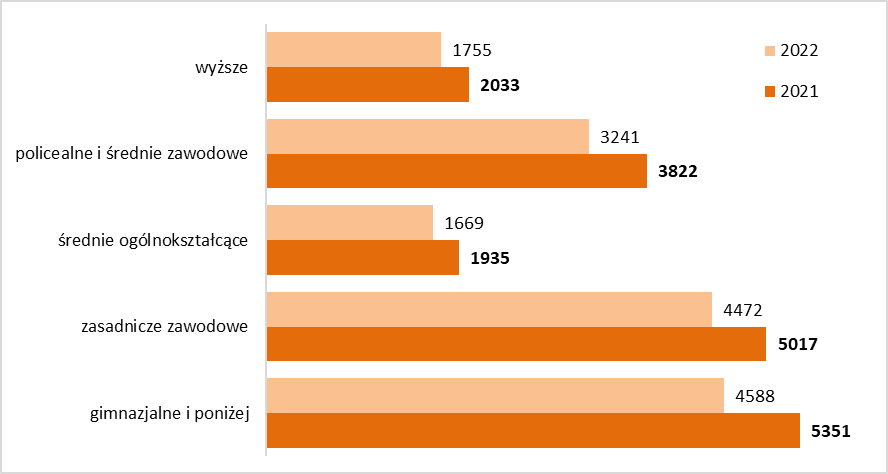 wyższe
1755
2033
2022
2021
policealne i średnie zawodowe
3241
3822
średnie ogólnokształcące
1669
1935
zasadnicze zawodowe
4472
5017
gimnazjalne i poniżej
4588
5351